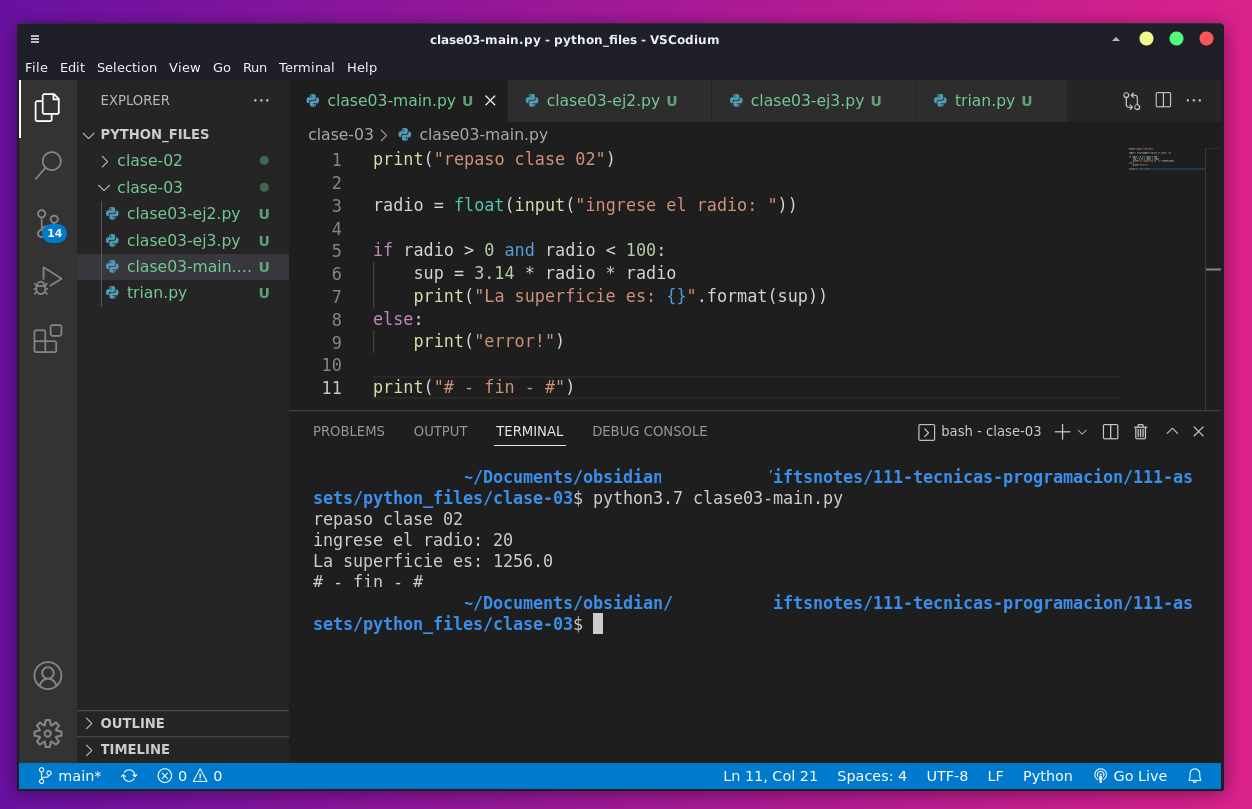 clase03-main.py - python_files - VSCodium
File Edit Selection View Go Run Terminal Help
EXPLORER
PYTHON_FILES
clase-02
clase-03
clase03-ej2.py U
clase03-ej3.py U
clase03-main.... U
trian.py U
OUTLINE
TIMELINE
14
clase03-main.py U clase03-ej2.py U clase03-ej3.py U trian.py U
clase-03 > clase03-main.py
1 print("repaso clase 02")
2
3 radio = float(input("ingrese el radio: "))
4
5 if radio > 0 and radio < 100:
6     sup = 3.14 * radio * radio
7     print("La superficie es: {}".format(sup))
8 else:
9     print("error!")
10
11 print("# - fin - #")
PROBLEMS OUTPUT TERMINAL DEBUG CONSOLE bash - clase-03
~/Documents/obsidian /iftsnotes/111-tecnicas-programacion/111-as
sets/python_files/clase-03$ python3.7 clase03-main.py
repaso clase 02
ingrese el radio: 20
La superficie es: 1256.0
# - fin - #
~/Documents/obsidian/ iftsnotes/111-tecnicas-programacion/111-as
sets/python_files/clase-03$
main* 0 0 Ln 11, Col 21 Spaces: 4 UTF-8 LF Python Go Live